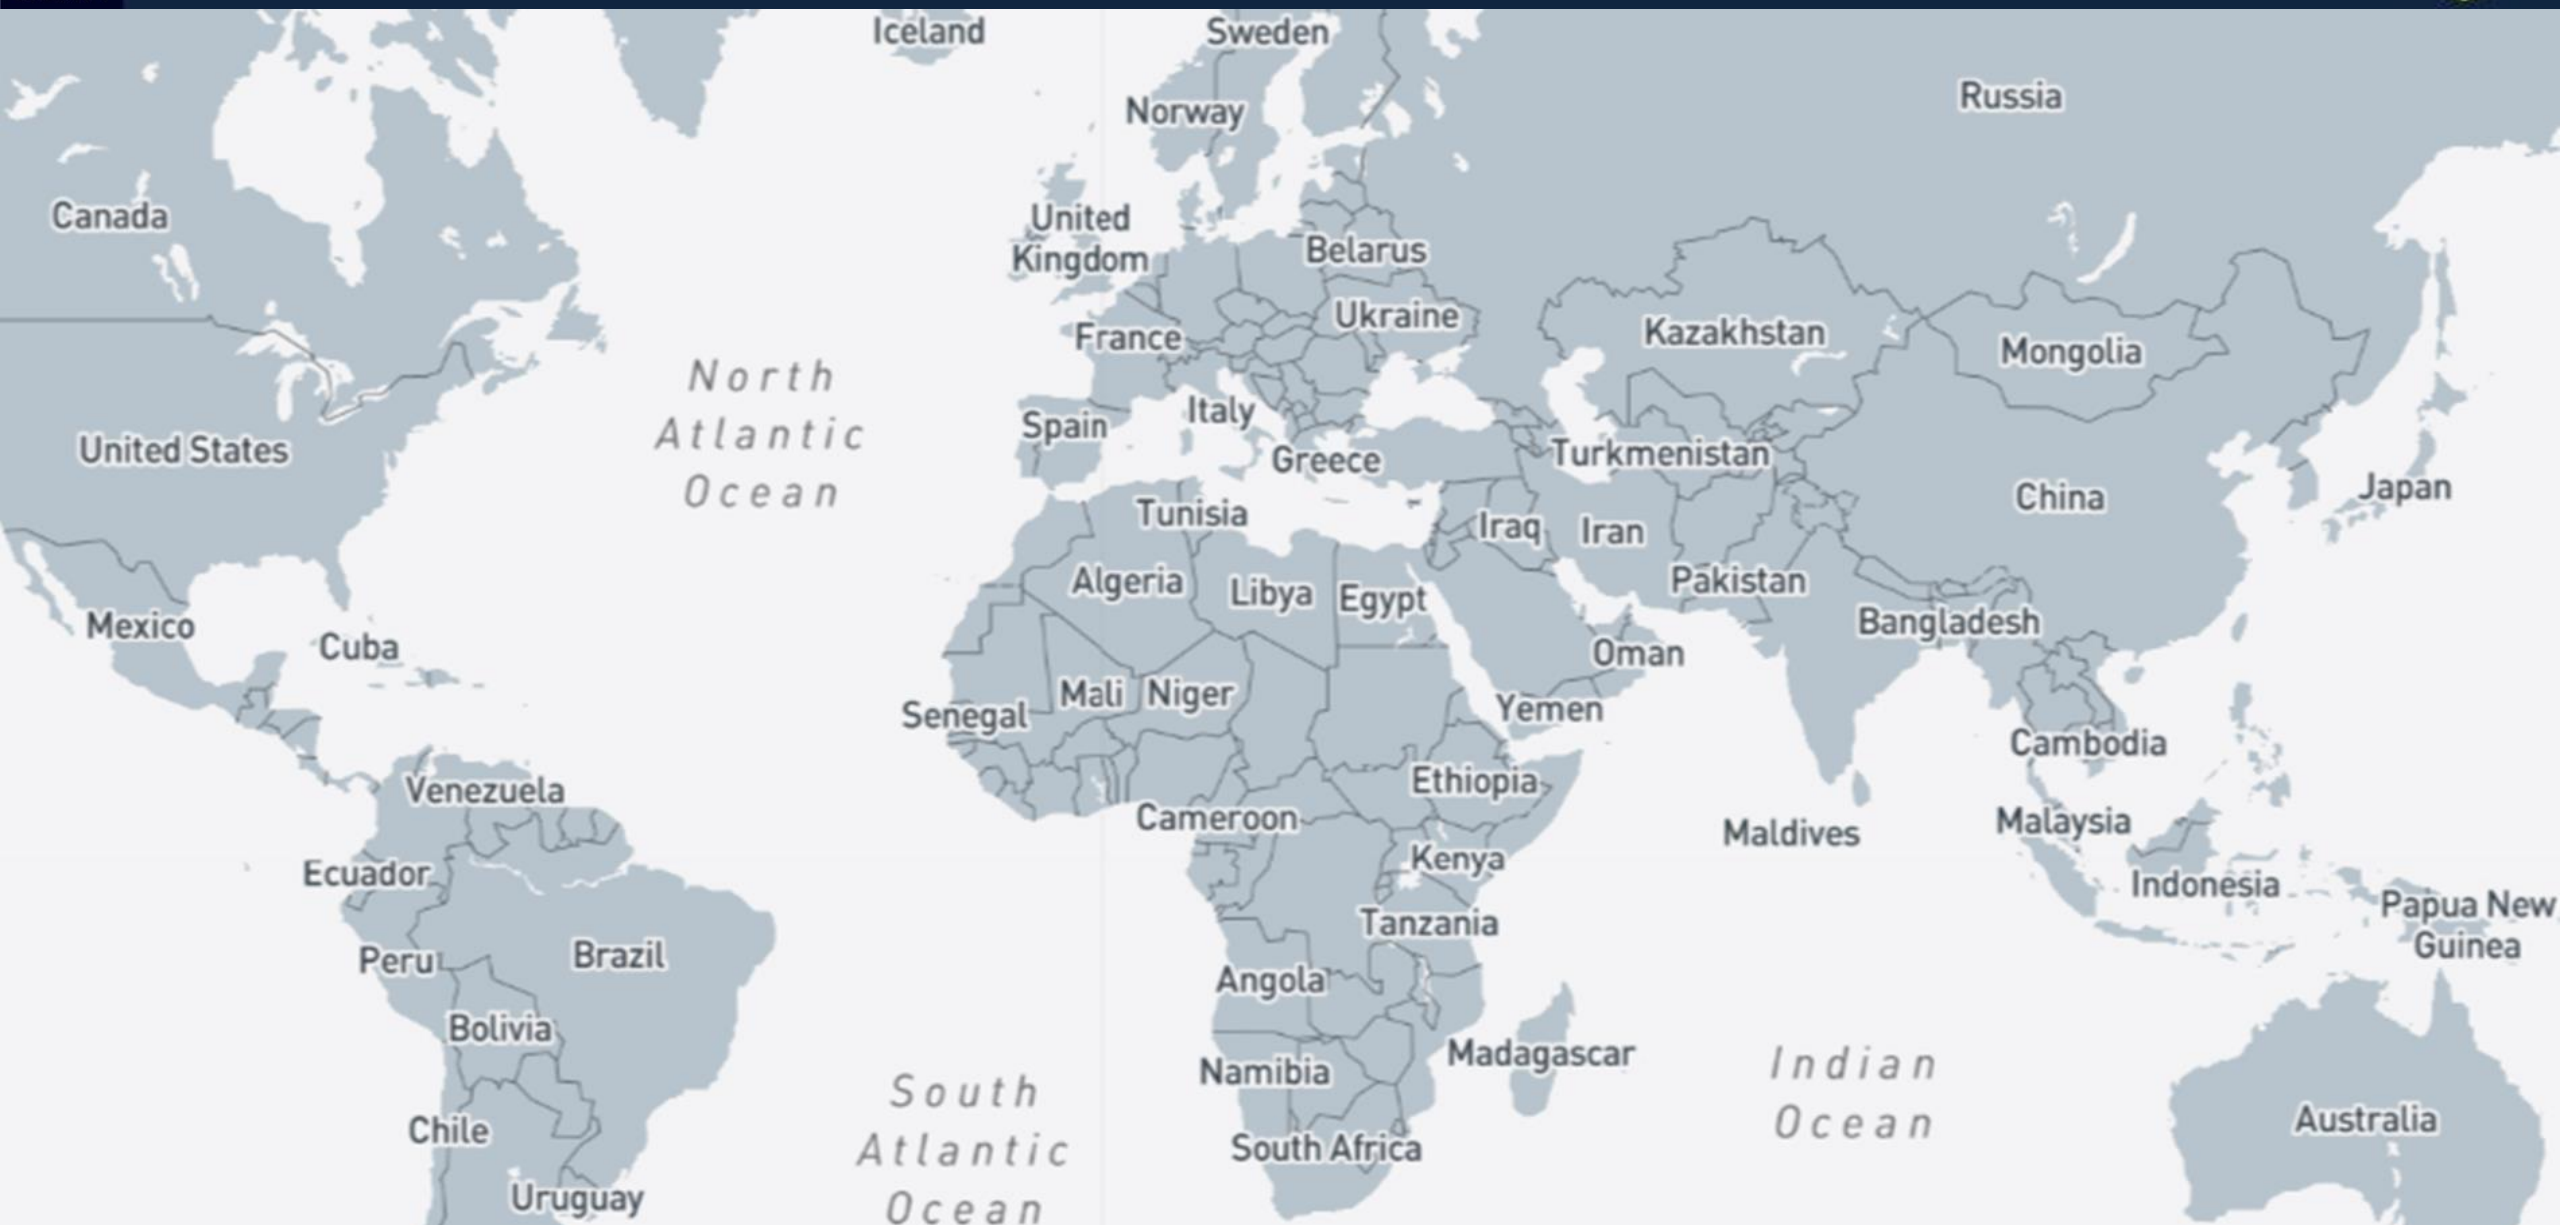 Iceland
Sweden
Norway
Russia
Canada
United
Kingdom
Belarus
Ukraine
France
Kazakhstan
Mongolia
North
Atlantic
Ocean
Spain
Italy
Greece
United States
Turkmenistan
China
Japan
Tunisia
Iraq
Iran
Algeria
Libya
Egypt
Pakistan
Mexico
Cuba
Bangladesh
Oman
Senegal
Mali
Niger
Yemen
Cambodia
Venezuela
Ethiopia
Cameroon
Maldives
Malaysia
Ecuador
Kenya
Indonesia
Papua New
Guinea
Peru
Brazil
Tanzania
Angola
Bolivia
Namibia
Madagascar
Indian
Ocean
South
Atlantic
Ocean
Chile
South Africa
Australia
Uruguay